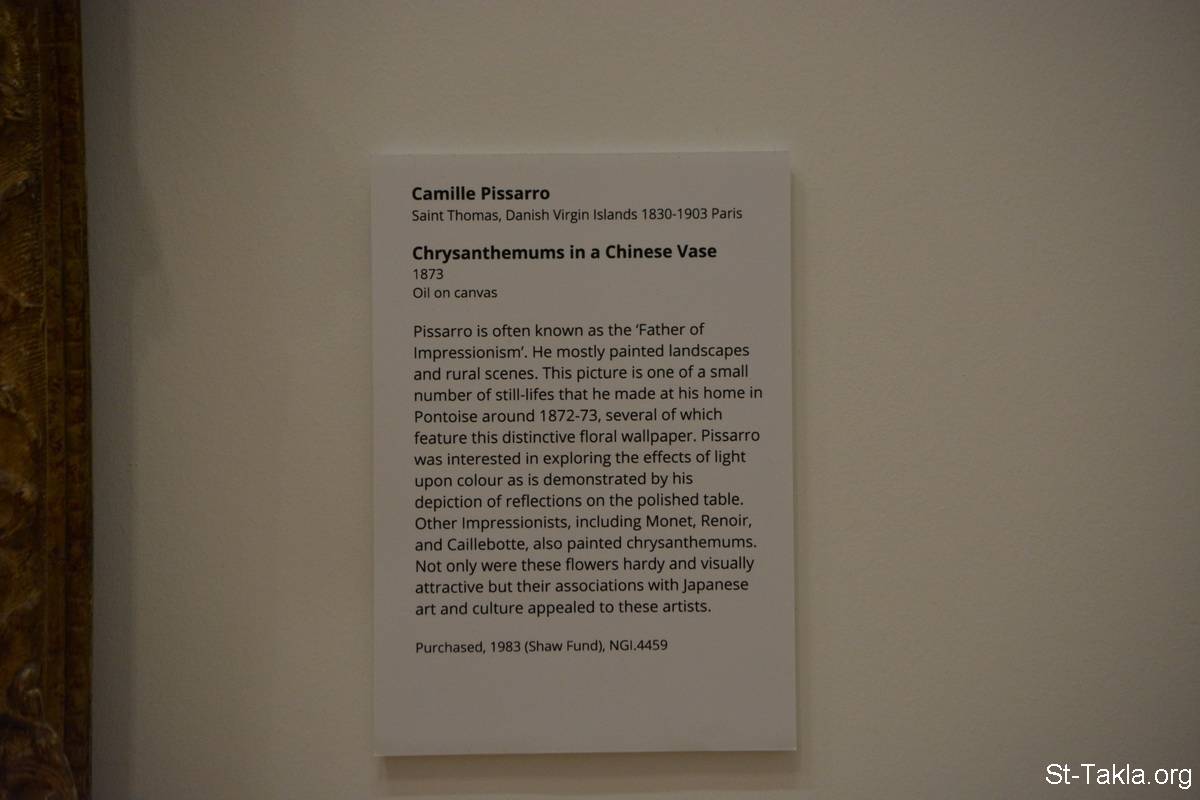 Camille Pissarro
Saint Thomas, Danish Virgin Islands 1830-1903 Paris
Chrysanthemums in a Chinese Vase
1873
Oil on canvas
Pissarro is often known as the ‘Father of
Impressionism’. He mostly painted landscapes
and rural scenes. This picture is one of a small
number of still-lifes that he made at his home in
Pontoise around 1872-73, several of which
feature this distinctive floral wallpaper. Pissarro
was interested in exploring the effects of light
upon colour as is demonstrated by his
depiction of reflections on the polished table.
Other Impressionists, including Monet, Renoir,
and Caillebotte, also painted chrysanthemums.
Not only were these flowers hardy and visually
attractive but their associations with Japanese
art and culture appealed to these artists.
Purchased, 1983 (Shaw Fund), NGI.4459
St-Takla.org